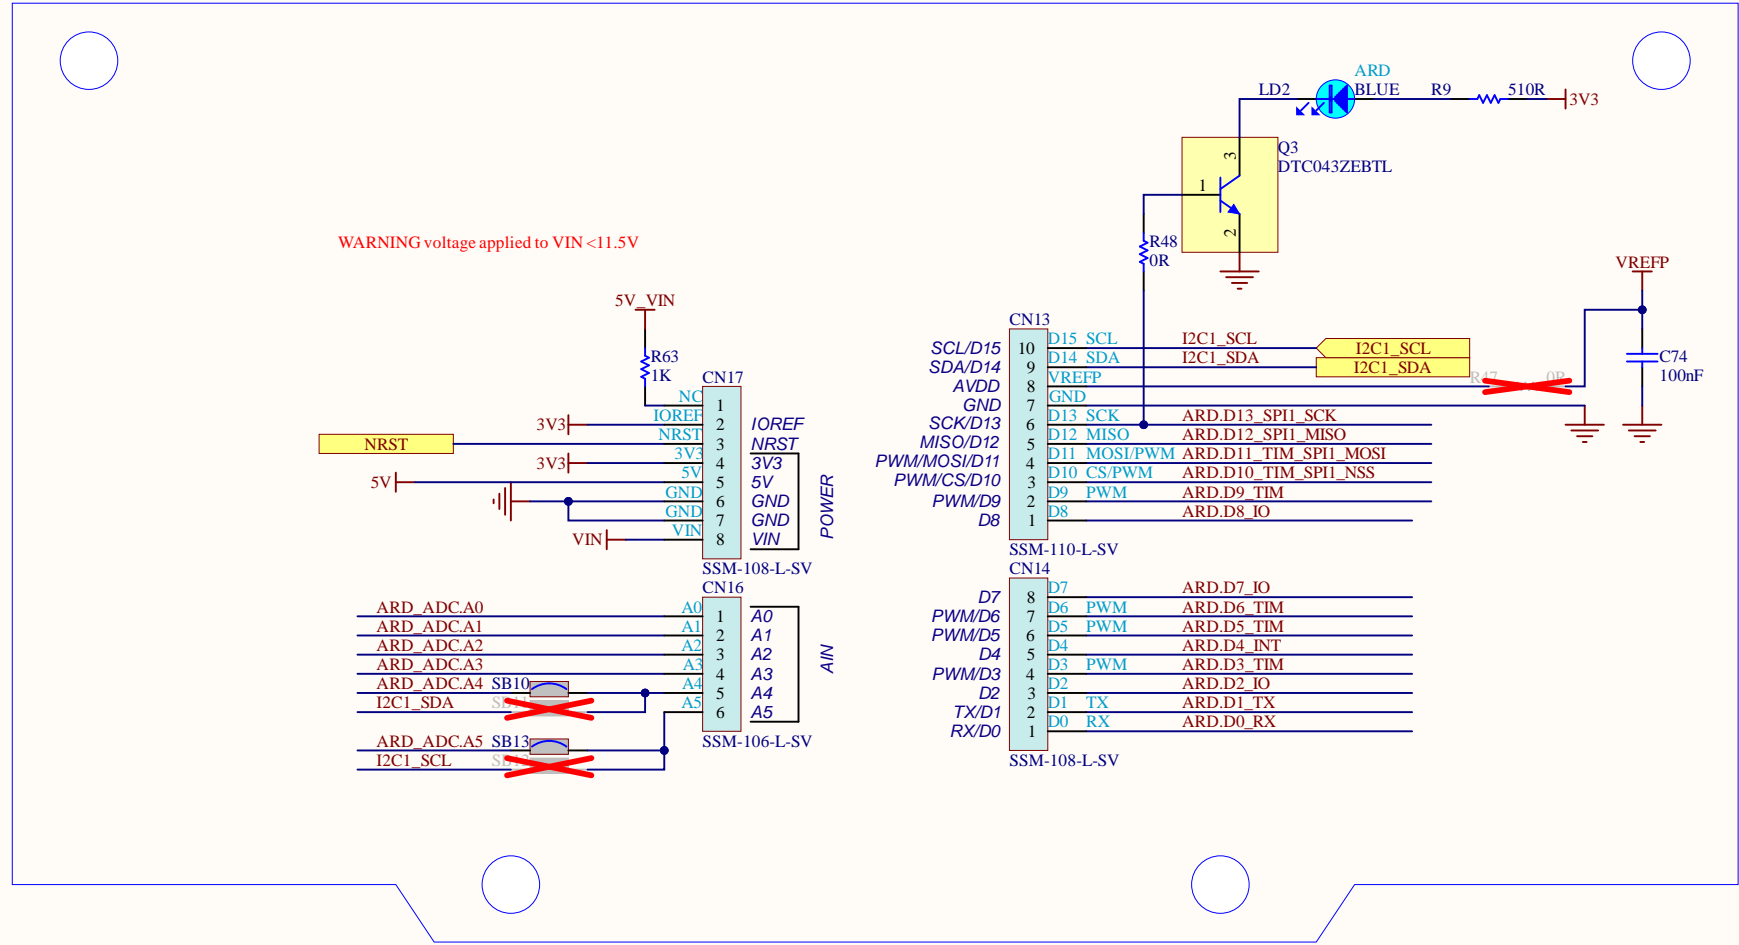 ARD
LD2 BLUE R9 510R 3V3
Q3
DTC043ZEBTL
3
1
2
R48
0R
WARNING voltage applied to VIN <11.5V
VREFP
C74
100nF
5V_VIN
R63
1K
CN17
NC 1
3V3 IOREF 2 IOREF
NRST NRST 3 NRST
3V3 3V3 4 3V3
5V 5V 5 5V
GND 6 GND
GND 7 GND
VIN VIN 8 VIN
POWER
SSM-108-L-SV
CN16
ARD_ADC.A0 A0 1 A0
ARD_ADC.A1 A1 2 A1
ARD_ADC.A2 A2 3 A2
ARD_ADC.A3 A3 4 A3
ARD_ADC.A4 SB10 A4 5 A4
I2C1_SDA A5 6 A5
AIN
SSM-106-L-SV
ARD_ADC.A5 SB13
I2C1_SCL
CN13
SCL/D15 10 D15 SCL I2C1_SCL I2C1_SCL
SDA/D14 9 D14 SDA I2C1_SDA I2C1_SDA
AVDD 8 VREFP R47 0R
GND 7 GND
SCK/D13 6 D13 SCK ARD.D13_SPI1_SCK
MISO/D12 5 D12 MISO ARD.D12_SPI1_MISO
PWM/MOSI/D11 4 D11 MOSI/PWM ARD.D11_TIM_SPI1_MOSI
PWM/CS/D10 3 D10 CS/PWM ARD.D10_TIM_SPI1_NSS
PWM/D9 2 D9 PWM ARD.D9_TIM
D8 1 D8 ARD.D8_IO
SSM-110-L-SV
CN14
D7 8 D7 ARD.D7_IO
PWM/D6 7 D6 PWM ARD.D6_TIM
PWM/D5 6 D5 PWM ARD.D5_TIM
D4 5 D4 ARD.D4_INT
PWM/D3 4 D3 PWM ARD.D3_TIM
D2 3 D2 ARD.D2_IO
TX/D1 2 D1 TX ARD.D1_TX
RX/D0 1 D0 RX ARD.D0_RX
SSM-108-L-SV